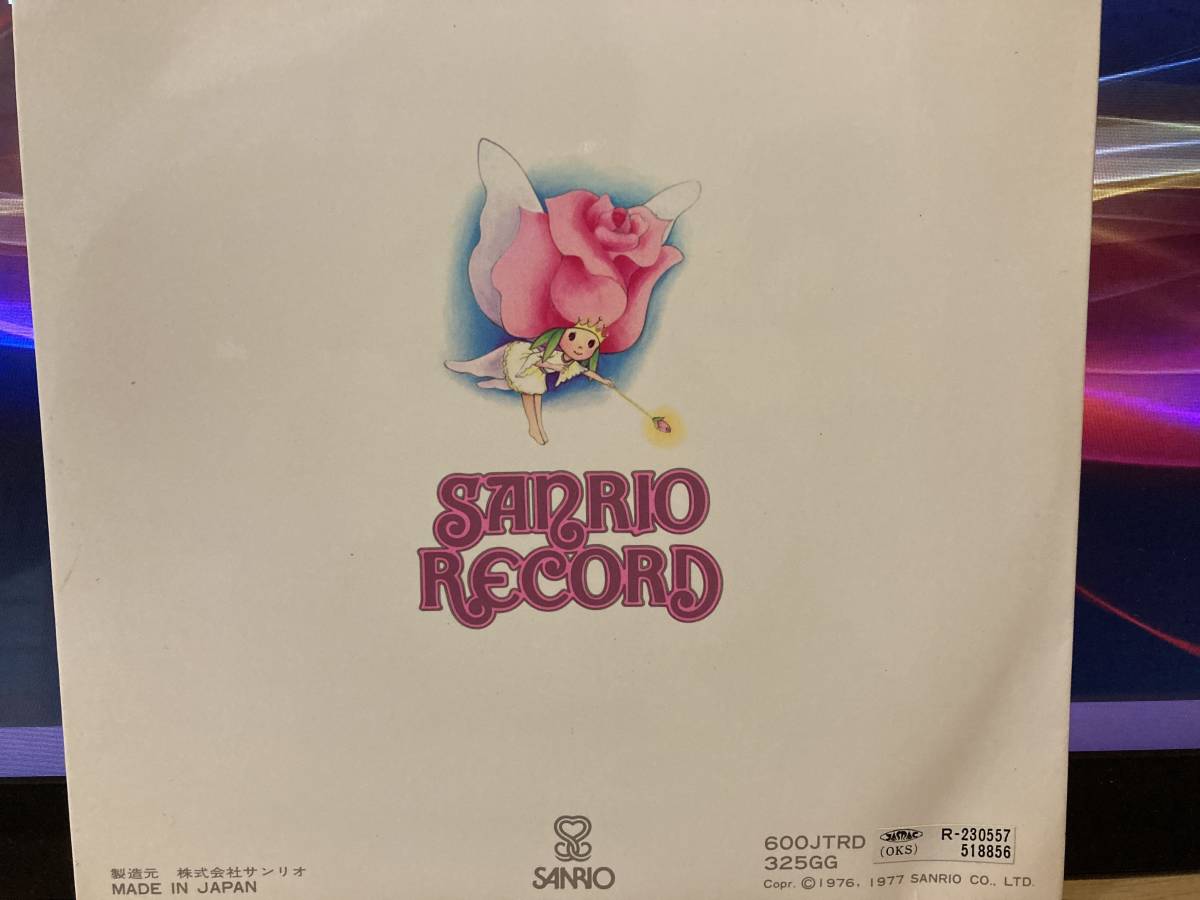 SANRIO
RECORD
SANRIO
製造元 株式会社サンリオ
MADE IN JAPAN
600JTRD
325GG
JASRAC
(OKS)
R-230557
518856
Copr. ©1976, 1977 SANRIO CO., LTD.